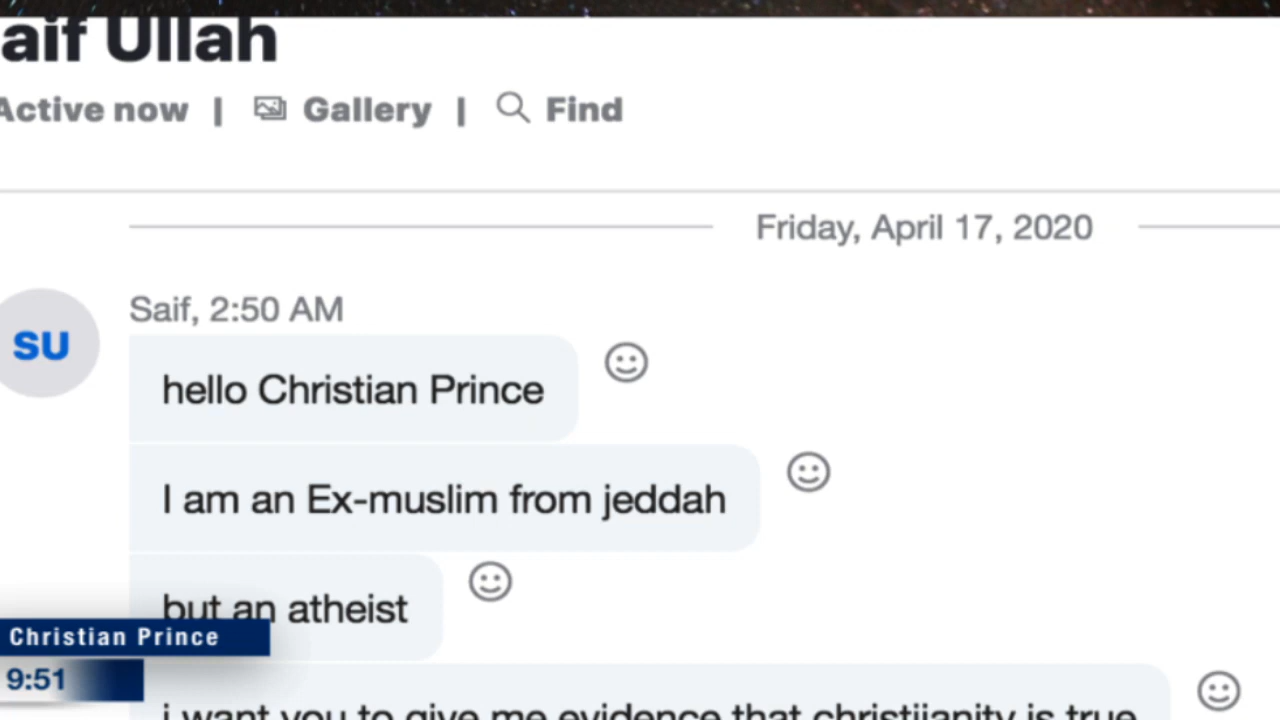 aif Ullah
Active now | Gallery | Find
Friday, April 17, 2020
Saif, 2:50 AM
SU
hello Christian Prince
I am an Ex-muslim from jeddah
but an atheist
Christian Prince
9:51
i want you to give me evidence that christiianity is true